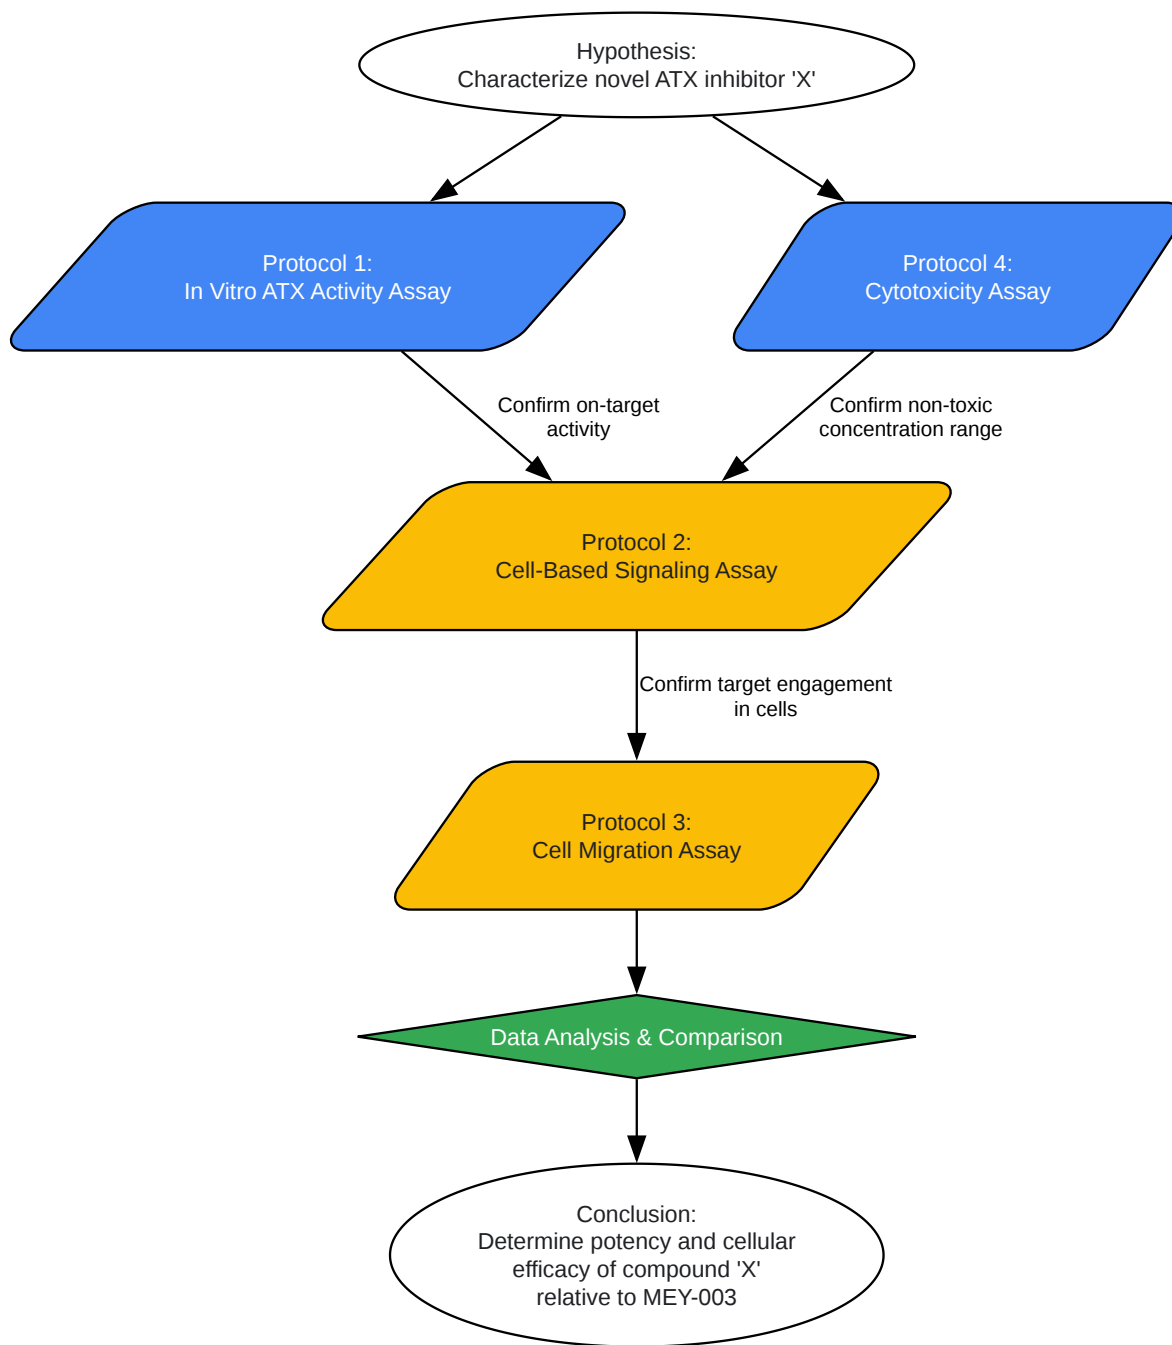 Hypothesis:
Characterize novel ATX inhibitor 'X'
Protocol 1:
In Vitro ATX Activity Assay
Protocol 4:
Cytotoxicity Assay
Confirm on-target
activity
Confirm non-toxic
concentration range
Protocol 2:
Cell-Based Signaling Assay
Confirm target engagement
in cells
Protocol 3:
Cell Migration Assay
Data Analysis & Comparison
Conclusion:
Determine potency and cellular
efficacy of compound 'X'
relative to MEY-003